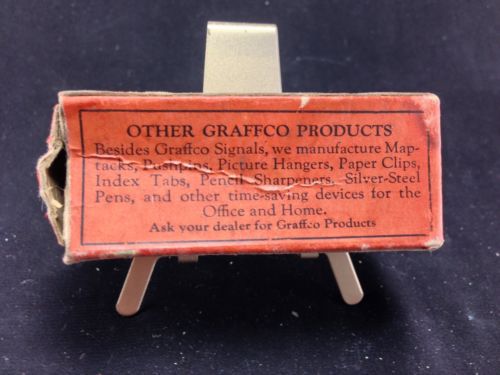 OTHER GRAFFCO PRODUCTS
Besides Graffco Signals, we manufacture Map-
tacks, Pushpins, Picture Hangers, Paper Clips,
Index Tabs, Pencil Sharpeners, Silver-Steel
Pens, and other time-saving devices for the
Office and Home.
Ask your dealer for Graffco Products